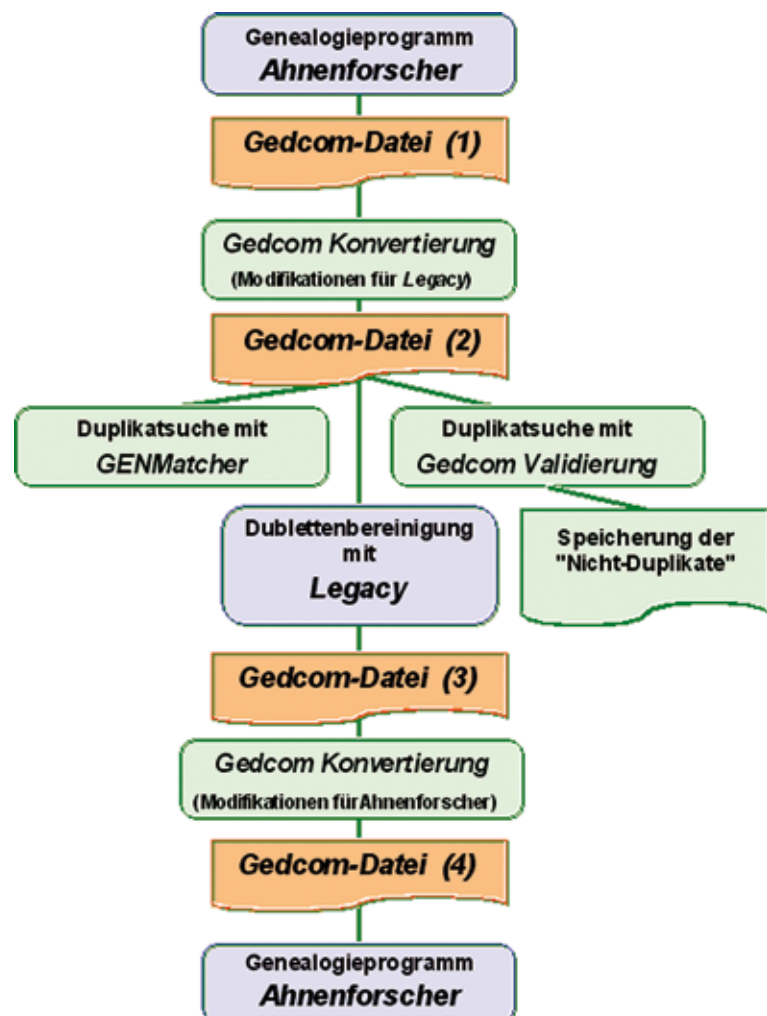 Genealogieprogramm
Ahnenforscher
Gedcom-Datei (1)
Gedcom Konvertierung
(Modifikationen für Legacy)
Gedcom-Datei (2)
Duplikatsuche mit
GENMatcher
Duplikatsuche mit
Gedcom Validierung
Dublettenbereinigung
mit
Legacy
Speicherung der
"Nicht-Duplikate"
Gedcom-Datei (3)
Gedcom Konvertierung
(Modifikationen fürAhnenforscher)
Gedcom-Datei (4)
Genealogieprogramm
Ahnenforscher